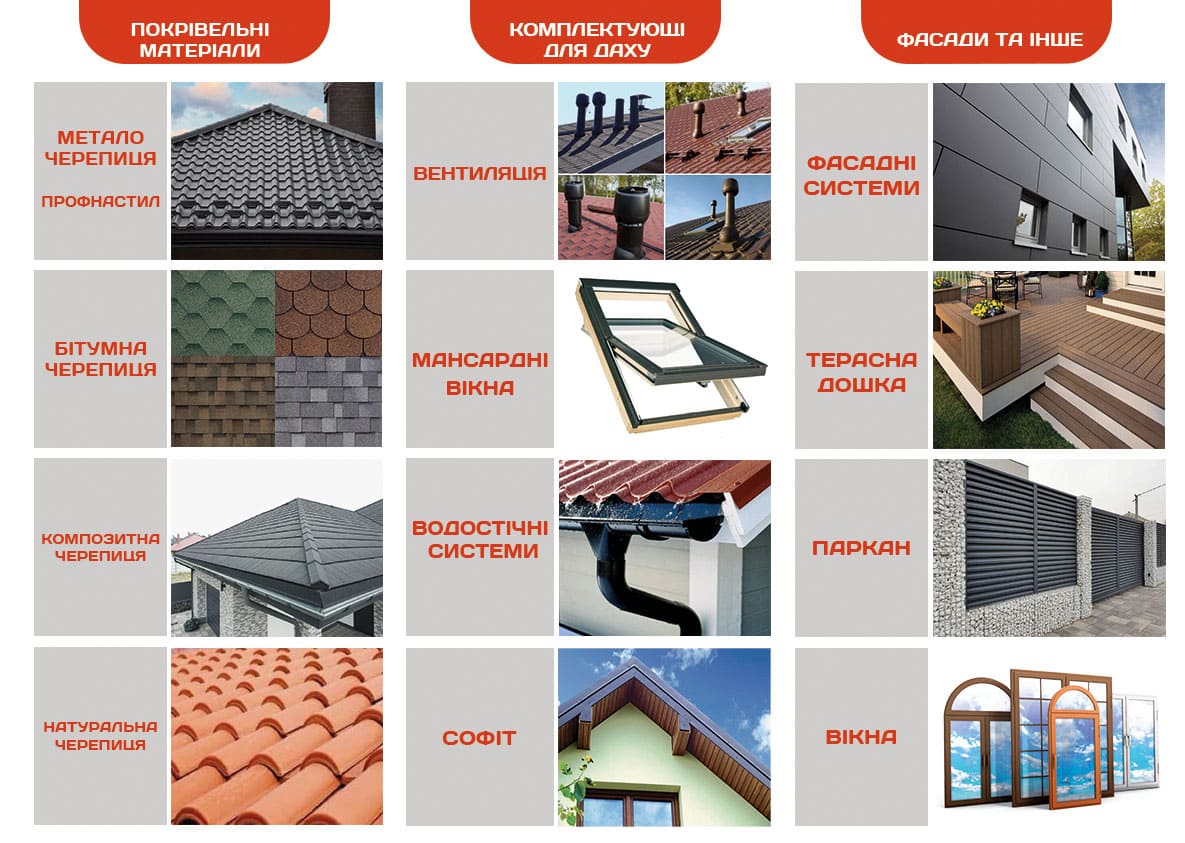 ПОКРІВЕЛЬНІ
МАТЕРІАЛИ
МЕТАЛО
ЧЕРЕПИЦЯ
ПРОФНАСТИЛ
БІТУМНА
ЧЕРЕПИЦЯ
КОМПОЗИТНА
ЧЕРЕПИЦЯ
НАТУРАЛЬНА
ЧЕРЕПИЦЯ
КОМПЛЕКТУЮЩІ
ДЛЯ ДАХУ
ВЕНТИЛЯЦІЯ
МАНСАРДНІ
ВІКНА
ВОДОСТІЧНІ
СИСТЕМИ
СОФІТ
ФАСАДИ ТА ІНШЕ
ФАСАДНІ
СИСТЕМИ
ТЕРАСНА
ДОШКА
ПАРКАН
ВІКНА